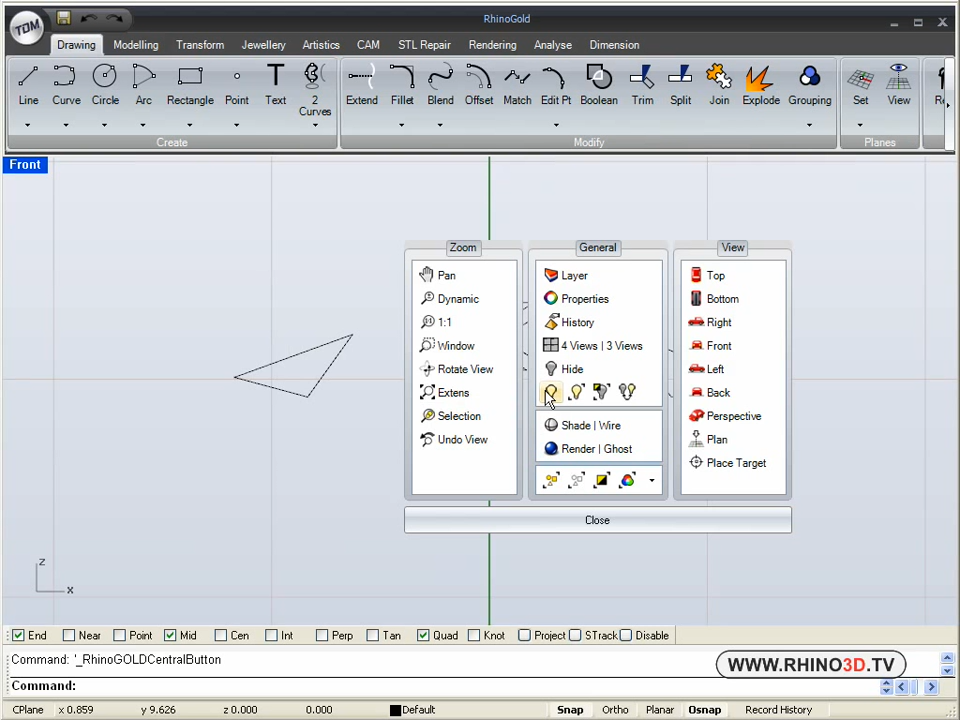 TDM
RhinoGold
Drawing Modelling Transform Jewellery Artistics CAM STL Repair Rendering Analyse Dimension
Line Curve Circle Arc Rectangle Point Text 2 Curves Extend Fillet Blend Offset Match Edit Pt Boolean Trim Split Join Explode Grouping Set View
Create Modify Planes
Front
Zoom General View
Pan Layer Top
Dynamic Properties Bottom
1:1 History Right
Window 4 Views | 3 Views Front
Rotate View Hide Left
Extens Back
Selection Shade | Wire Perspective
Undo View Render | Ghost Plan
Place Target
Close
z
x
End Near Point Mid Cen Int Perp Tan Quad Knot Project STrack Disable
Command: '_RhinoGOLDCentralButton
WWW.RHINO3D.TV
Command:
CPlane x 0.859 y 9.626 z 0.000 0.000 Default Snap Ortho Planar Osnap Record History